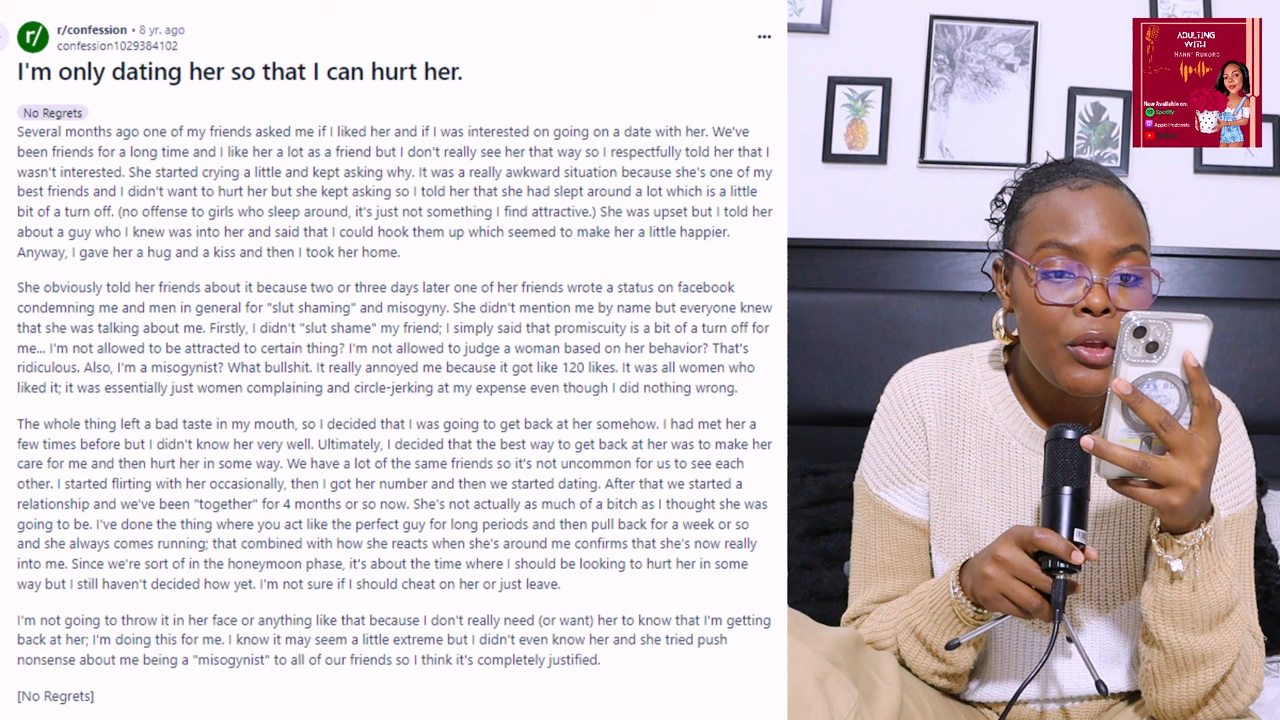 r/confession • 8 yr. ago
confession1029384102
I'm only dating her so that I can hurt her.
No Regrets
Several months ago one of my friends asked me if I liked her and if I was interested on going on a date with her. We've
been friends for a long time and I like her a lot as a friend but I don't really see her that way so I respectfully told her that I
wasn't interested. She started crying a little and kept asking why. It was a really awkward situation because she's one of my
best friends and I didn't want to hurt her but she kept asking so I told her that she had slept around a lot which is a little
bit of a turn off. (no offense to girls who sleep around, it's just not something I find attractive.) She was upset but I told her
about a guy who I knew was into her and said that I could hook them up which seemed to make her a little happier.
Anyway, I gave her a hug and a kiss and then I took her home.
She obviously told her friends about it because two or three days later one of her friends wrote a status on facebook
condemning me and men in general for "slut shaming" and misogyny. She didn't mention me by name but everyone knew
that she was talking about me. Firstly, I didn't "slut shame" my friend; I simply said that promiscuity is a bit of a turn off for
me... I'm not allowed to be attracted to certain thing? I'm not allowed to judge a woman based on her behavior? That's
ridiculous. Also, I'm a misogynist? What bullshit. It really annoyed me because it got like 120 likes. It was all women who
liked it; it was essentially just women complaining and circle-jerking at my expense even though I did nothing wrong.
The whole thing left a bad taste in my mouth, so I decided that I was going to get back at her somehow. I had met her a
few times before but I didn't know her very well. Ultimately, I decided that the best way to get back at her was to make her
care for me and then hurt her in some way. We have a lot of the same friends so it's not uncommon for us to see each
other. I started flirting with her occasionally, then I got her number and then we started dating. After that we started a
relationship and we've been "together" for 4 months or so now. She's not actually as much of a bitch as I thought she was
going to be. I've done the thing where you act like the perfect guy for long periods and then pull back for a week or so
and she always comes running; that combined with how she reacts when she's around me confirms that she's now really
into me. Since we're sort of in the honeymoon phase, it's about the time where I should be looking to hurt her in some
way but I still haven't decided how yet. I'm not sure if I should cheat on her or just leave.
I'm not going to throw it in her face or anything like that because I don't really need (or want) her to know that I'm getting
back at her; I'm doing this for me. I know it may seem a little extreme but I didn't even know her and she tried push
nonsense about me being a "misogynist" to all of our friends so I think it's completely justified.
[No Regrets]
ADULTING
WITH
Now Available on:
Spotify
Apple Podcasts